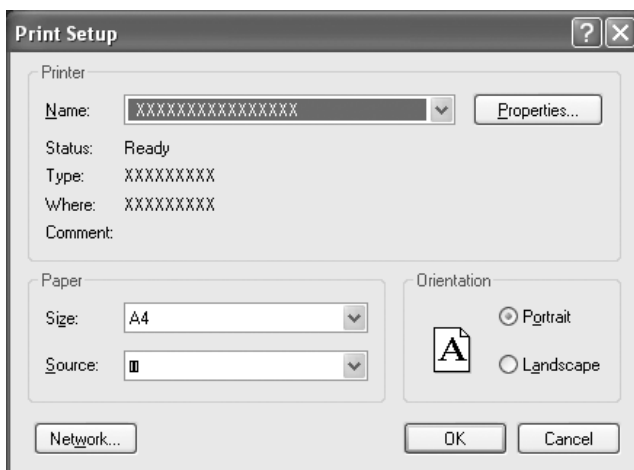 Print Setup
Printer
Name: XXXXXXXXXXXXXXXX Properties...
Status: Ready
Type: XXXXXXXXX
Where: XXXXXXXXX
Comment:
Paper
Size: A4
Source:
Orientation
A
Portrait
Landscape
Network... OK Cancel